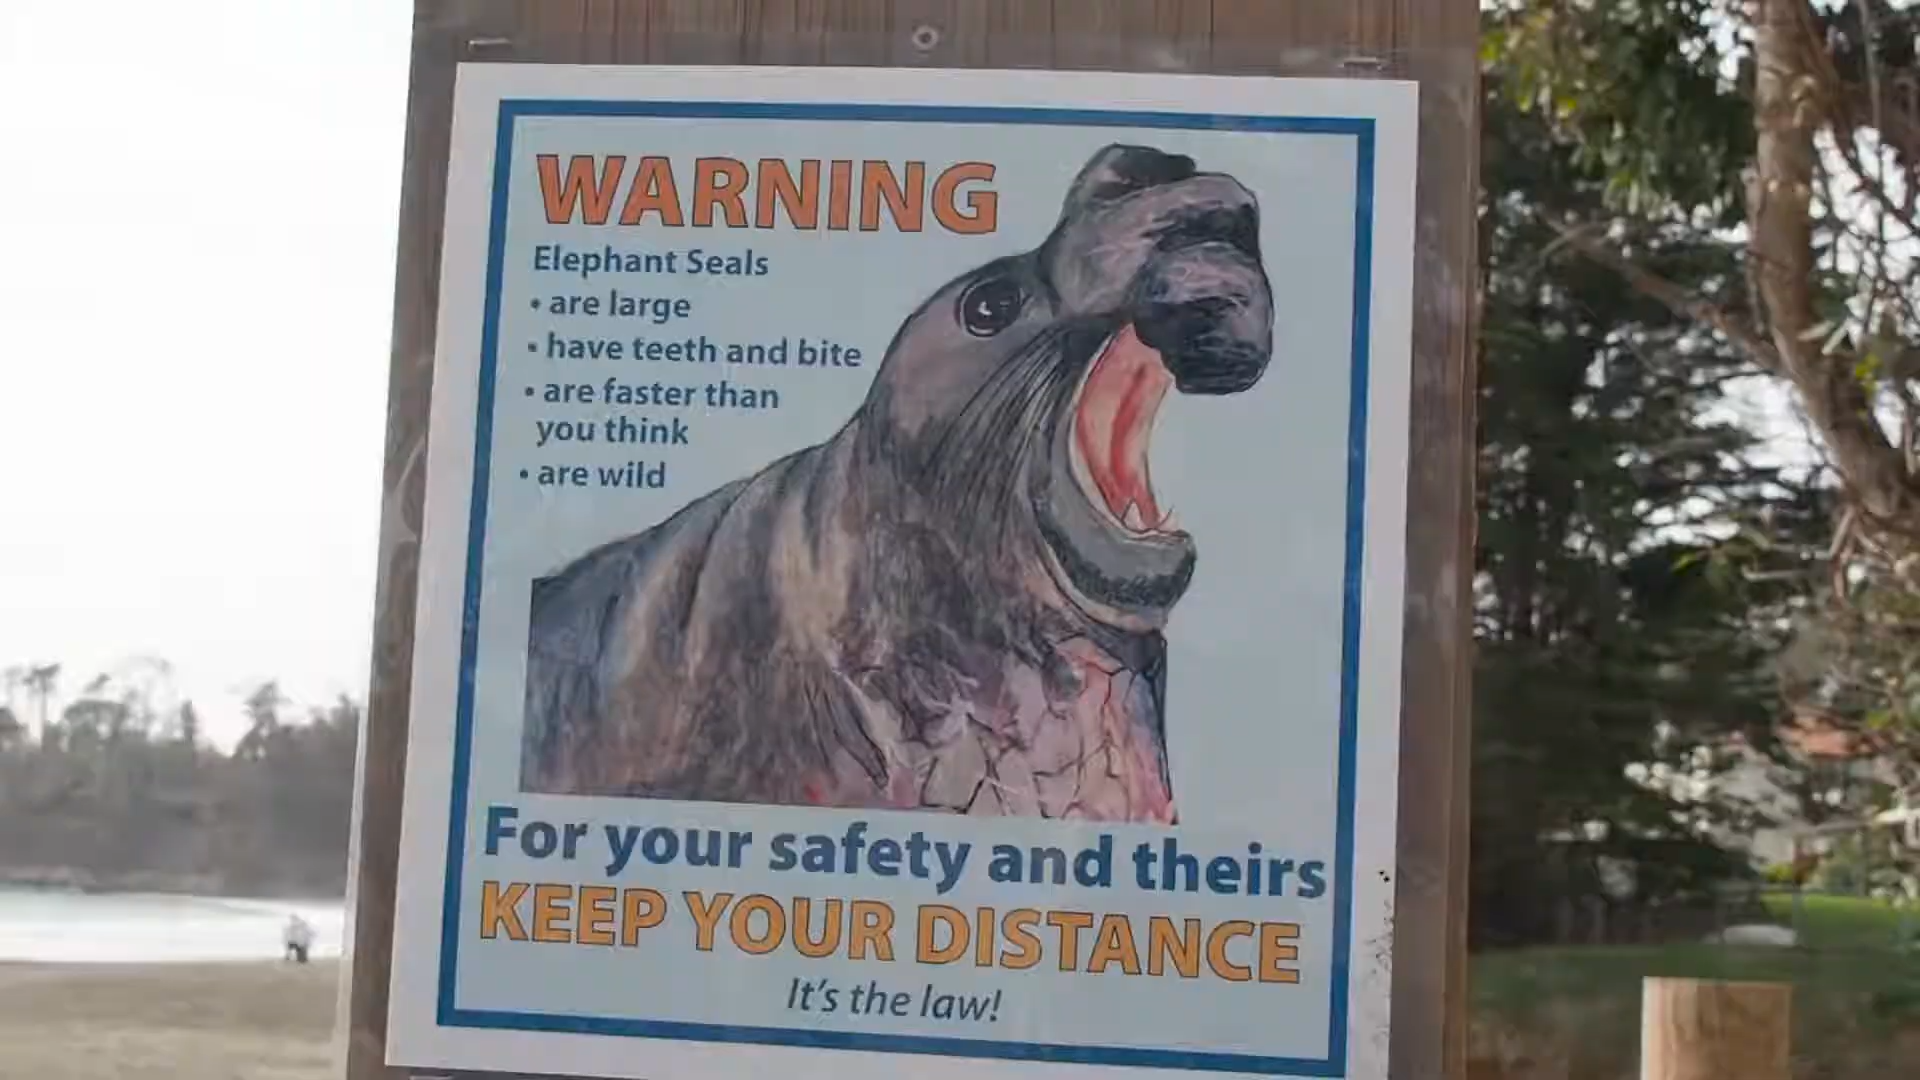 WARNING
Elephant Seals
• are large
• have teeth and bite
• are faster than
you think
• are wild
For your safety and theirs
KEEP YOUR DISTANCE
It's the law!